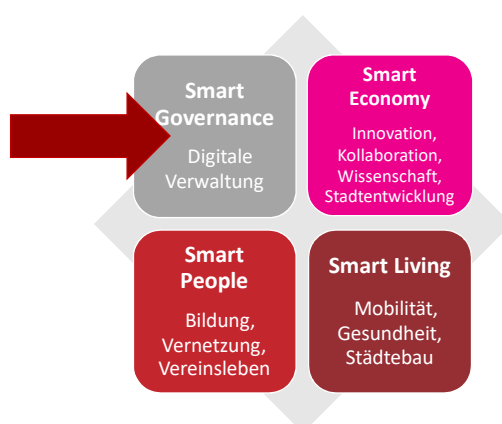 Smart
Governance
Digitale
Verwaltung
Smart
Economy
Innovation,
Kollaboration,
Wissenschaft,
Stadtentwicklung
Smart
People
Bildung,
Vernetzung,
Vereinsleben
Smart Living
Mobilität,
Gesundheit,
Städtebau